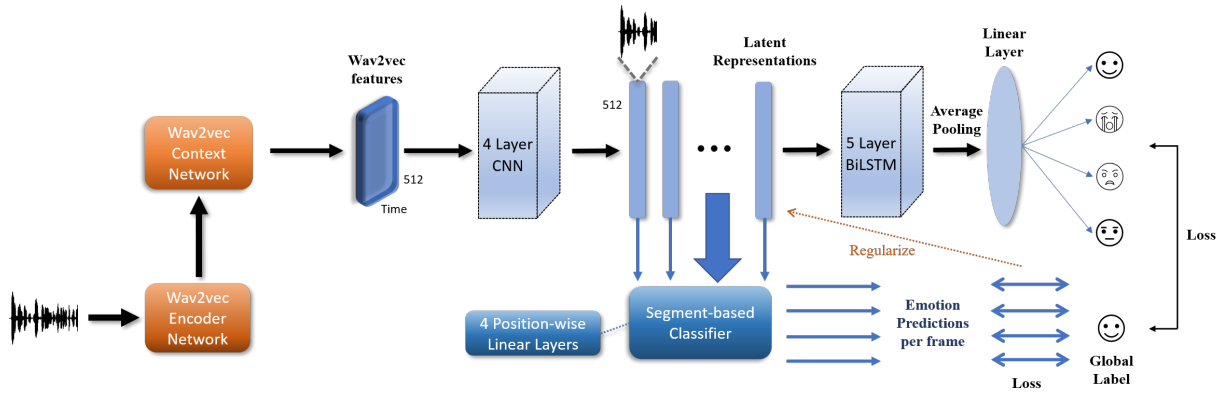 Wav2vec
features
Latent
Representations
Linear
Layer
512
Average
Pooling
Wav2vec
Context
Network
4 Layer
CNN
5 Layer
BiLSTM
512
Time
Loss
Regularize
Wav2vec
Encoder
Network
4 Position-wise
Linear Layers
Segment-based
Classifier
Emotion
Predictions
per frame
Global
Label
Loss